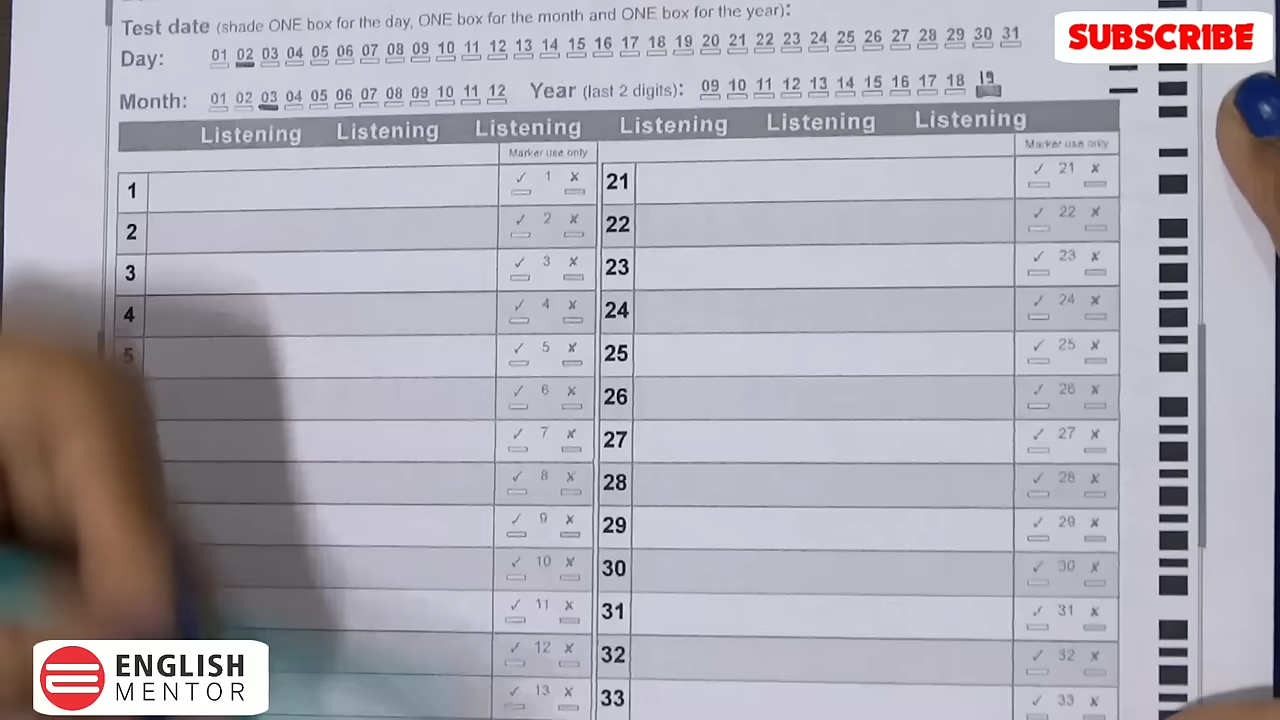 Test date (shade ONE box for the day, ONE box for the month and ONE box for the year):
SUBSCRIBE
Day: 01 02 03 04 05 06 07 08 09 10 11 12 13 14 15 16 17 18 19 20 21 22 23 24 25 26 27 28 29 30 31
Month: 01 02 03 04 05 06 07 08 09 10 11 12 Year (last 2 digits): 09 10 11 12 13 14 15 16 17 18 19
Listening Listening Listening Listening Listening Listening
Marker use only Marker use only
1 ✓ 1 x 21 ✓ 21 x
2 ✓ 2 x 22 ✓ 22 x
3 ✓ 3 x 23 ✓ 23 x
4 ✓ 4 x 24 ✓ 24 x
5 ✓ 5 x 25 ✓ 25 x
✓ 6 x 26 ✓ 26 x
✓ 7 x 27 ✓ 27 x
✓ 8 x 28 ✓ 28 x
✓ 9 x 29 ✓ 29 x
✓ 10 x 30 ✓ 30 x
✓ 11 x 31 ✓ 31 x
✓ 12 x 32 ✓ 32 x
✓ 13 x 33 ✓ 33 x
ENGLISH
MENTOR